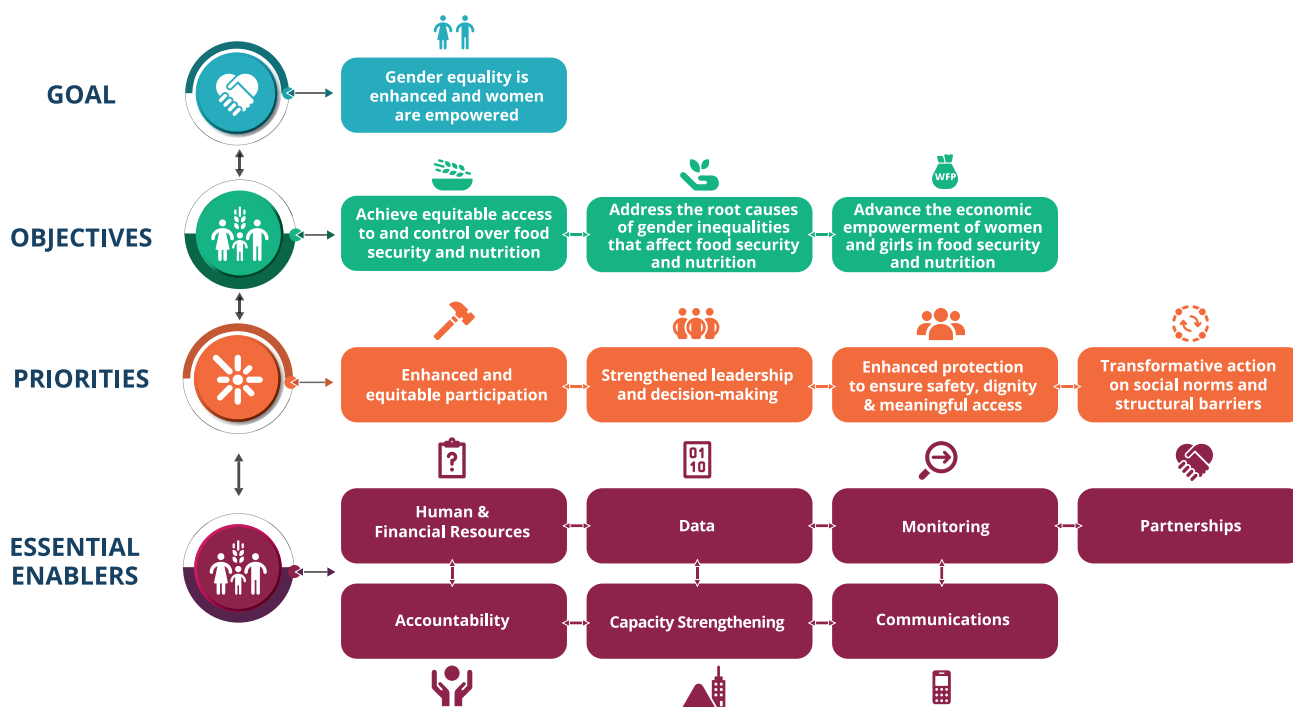 GOAL
Gender equality is
enhanced and women
are empowered
OBJECTIVES
Achieve equitable access
to and control over food
security and nutrition
Address the root causes
of gender inequalities
that affect food security
and nutrition
WFP
Advance the economic
empowerment of women
and girls in food security
and nutrition
PRIORITIES
Enhanced and
equitable participation
Strengthened leadership
and decision-making
Enhanced protection
to ensure safety, dignity
& meaningful access
Transformative action
on social norms and
structural barriers
ESSENTIAL
ENABLERS
?
Human &
Financial Resources
01
10
Data
Monitoring
Partnerships
Accountability
Capacity Strengthening
Communications